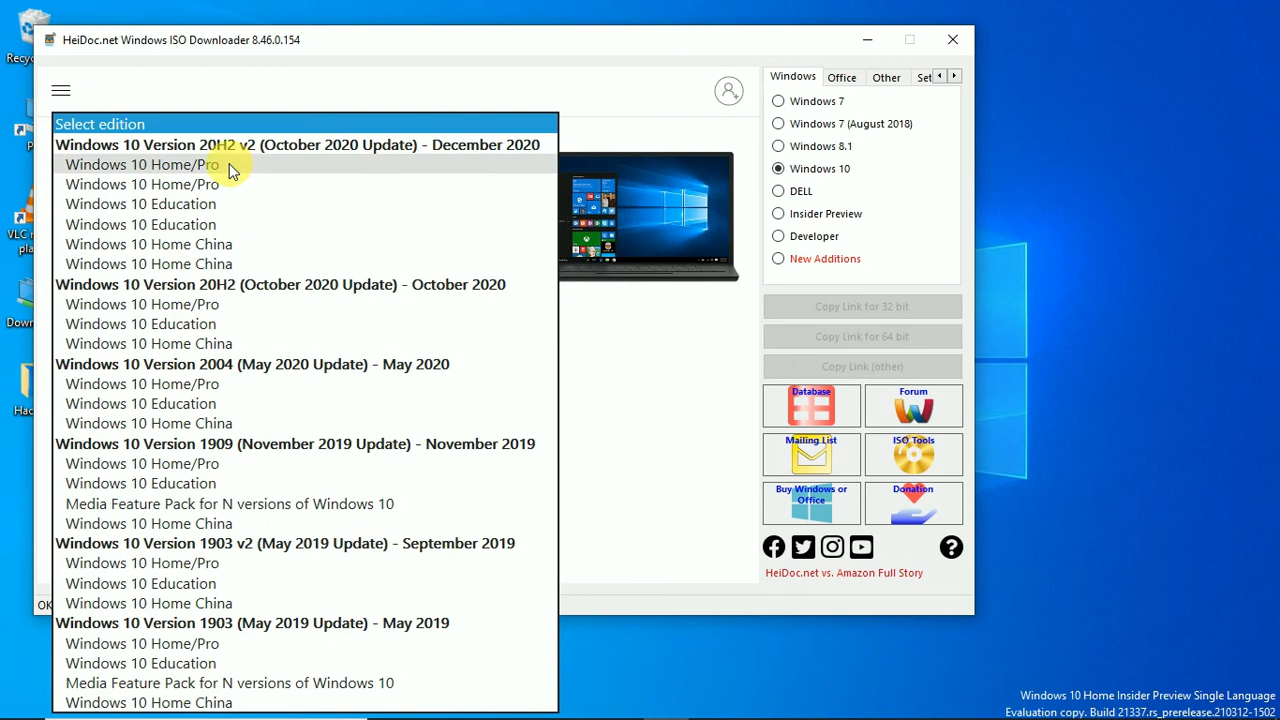 Recyc
HeiDoc.net Windows ISO Downloader 8.46.0.154
Select edition
Windows 10 Version 20H2 v2 (October 2020 Update) - December 2020
Windows 10 Home/Pro
Windows 10 Home/Pro
Windows 10 Education
Windows 10 Education
Windows 10 Home China
Windows 10 Home China
Windows 10 Version 20H2 (October 2020 Update) - October 2020
Windows 10 Home/Pro
Windows 10 Education
Windows 10 Home China
Windows 10 Version 2004 (May 2020 Update) - May 2020
Windows 10 Home/Pro
Windows 10 Education
Windows 10 Home China
Windows 10 Version 1909 (November 2019 Update) - November 2019
Windows 10 Home/Pro
Windows 10 Education
Media Feature Pack for N versions of Windows 10
Windows 10 Home China
Windows 10 Version 1903 v2 (May 2019 Update) - September 2019
Windows 10 Home/Pro
Windows 10 Education
Windows 10 Home China
Windows 10 Version 1903 (May 2019 Update) - May 2019
Windows 10 Home/Pro
Windows 10 Education
Media Feature Pack for N versions of Windows 10
Windows 10 Home China
Windows Office Other Set
Windows 7
Windows 7 (August 2018)
Windows 8.1
Windows 10
DELL
Insider Preview
Developer
New Additions
Copy Link for 32 bit
Copy Link for 64 bit
Copy Link (other)
Database
Forum
Mailing List
ISO Tools
Buy Windows or
Office
Donation
HeiDoc.net vs. Amazon Full Story
VLC
pla
Down
Hac
OK
Windows 10 Home Insider Preview Single Language
Evaluation copy. Build 21337.rs_prerelease.210312-1502